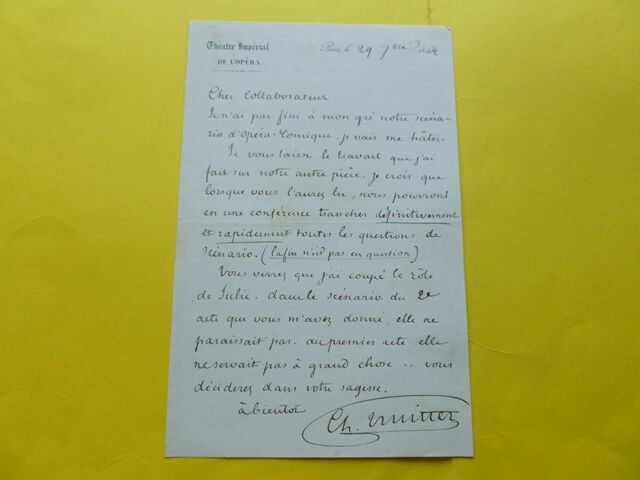 Théâtre Impérial
DE L'OPÉRA
Paris le 29 7bre 1862
Cher Collaborateur
Je n'ai pas fini à mon gré notre scéna-
rio d'Opéra-Comique. je vais me hâter.
Je vous laisse le travail que j'ai
fait sur notre autre pièce. je crois que
lorsque vous l'aurez lu, nous pourrons
en une conférence trancher définitivement
et rapidement toutes les questions de
scénario. (la fin n'est pas en question)
Vous verrez que j'ai coupé le rôle
de Julie. dans le scénario du 2e
acte que vous m'avez donné, elle ne
paraissait pas. au premier acte elle
ne servait pas à grand chose .. vous
déciderez dans votre sagesse.
à bientot
Ch. Nuitter